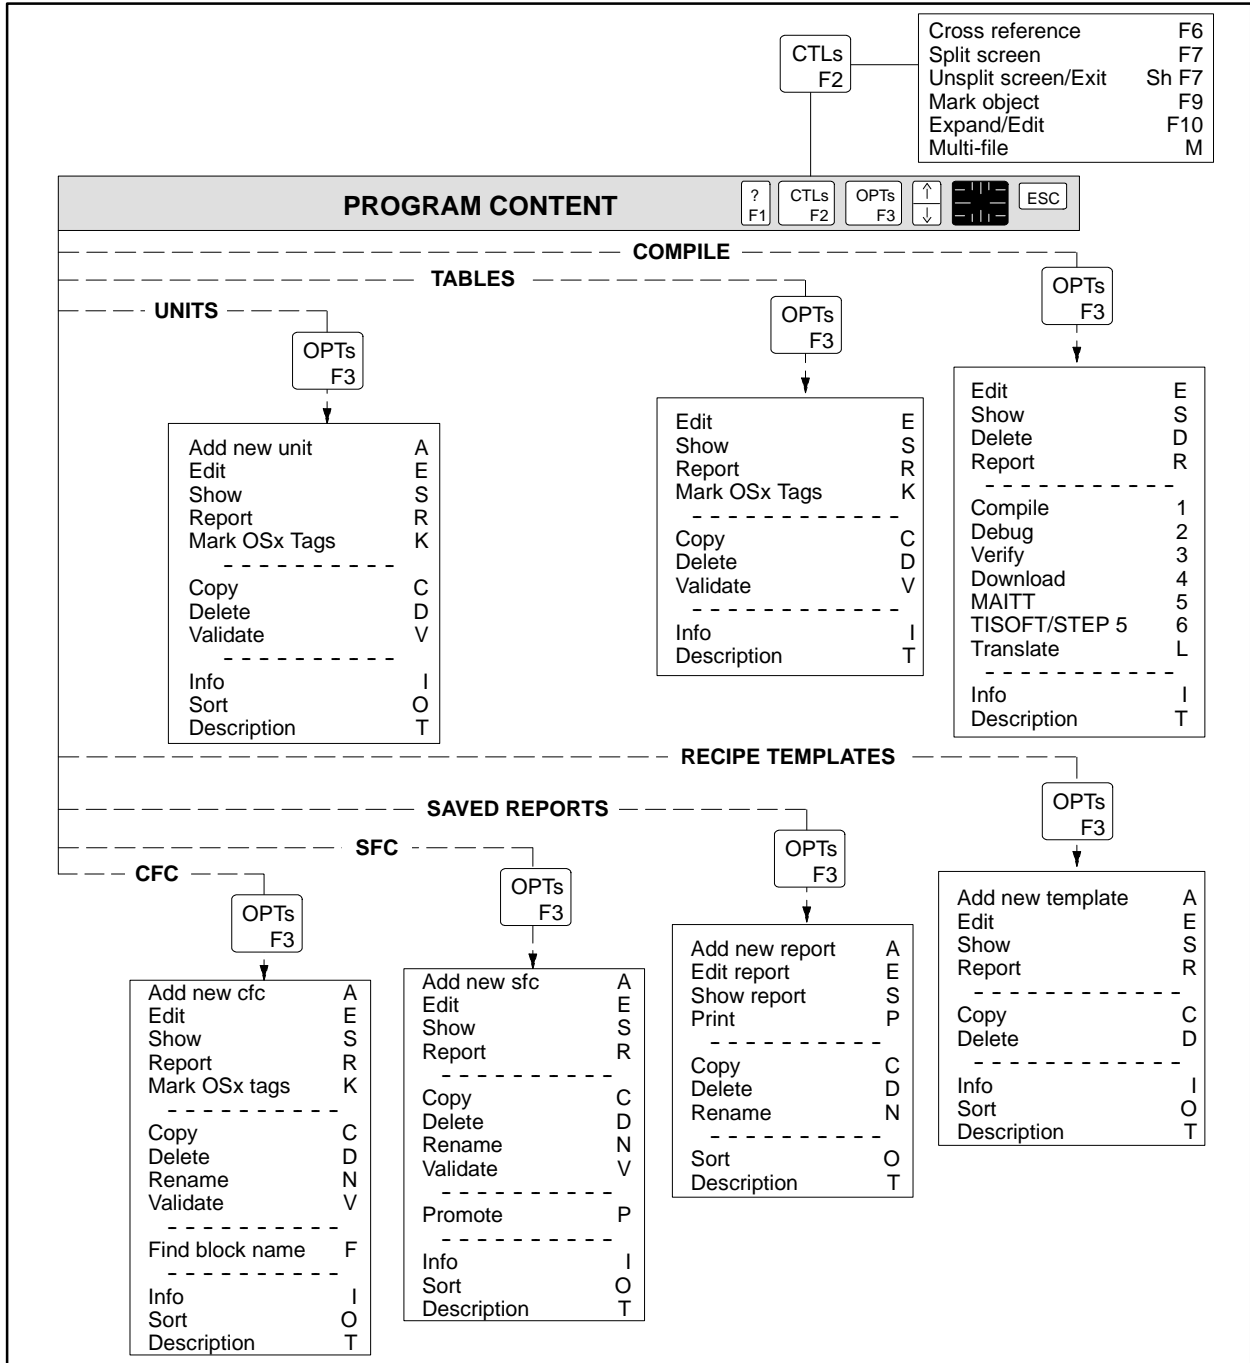 CTLs
F2
Cross reference F6
Split screen F7
Unsplit screen/Exit Sh F7
Mark object F9
Expand/Edit F10
Multi-file M
PROGRAM CONTENT
?
F1
CTLs
F2
OPTs
F3
ESC
COMPILE
OPTs
F3
Edit E
Show S
Delete D
Report R
Compile 1
Debug 2
Verify 3
Download 4
MAITT 5
TISOFT/STEP 5 6
Translate L
Info I
Description T
TABLES
OPTs
F3
Edit E
Show S
Report R
Mark OSx Tags K
Copy C
Delete D
Validate V
Info I
Description T
UNITS
OPTs
F3
Add new unit A
Edit E
Show S
Report R
Mark OSx Tags K
Copy C
Delete D
Validate V
Info I
Sort O
Description T
RECIPE TEMPLATES
OPTs
F3
Add new template A
Edit E
Show S
Report R
Copy C
Delete D
Info I
Sort O
Description T
SAVED REPORTS
OPTs
F3
Add new report A
Edit report E
Show report S
Print P
Copy C
Delete D
Rename N
Sort O
Description T
SFC
OPTs
F3
Add new sfc A
Edit E
Show S
Report R
Copy C
Delete D
Rename N
Validate V
Promote P
Info I
Sort O
Description T
CFC
OPTs
F3
Add new cfc A
Edit E
Show S
Report R
Mark OSx tags K
Copy C
Delete D
Rename N
Validate V
Find block name F
Info I
Sort O
Description T